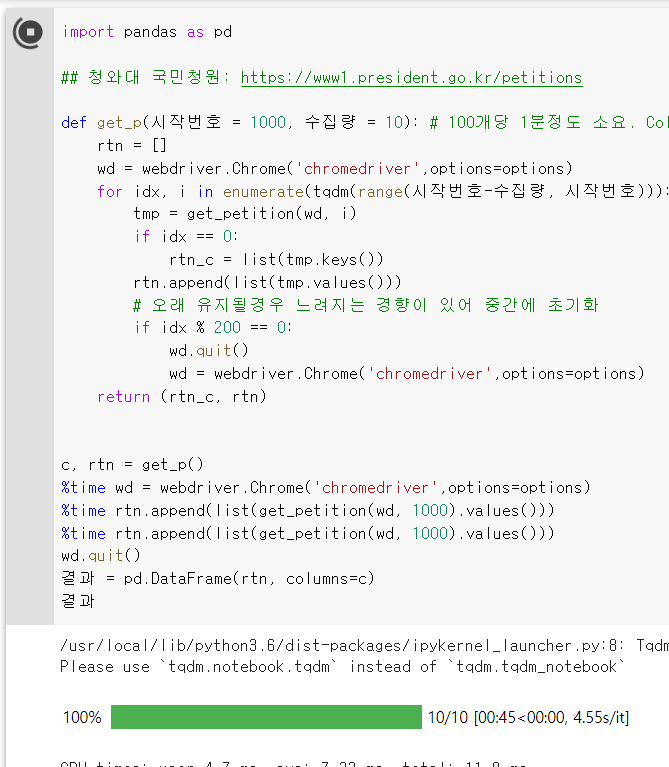 import pandas as pd
## 청와대 국민청원: https://www1.president.go.kr/petitions
def get_p(시작번호 = 1000, 수집량 = 10): # 100개당 1분정도 소요. Col
rtn = []
wd = webdriver.Chrome('chromedriver',options=options)
for idx, i in enumerate(tqdm(range(시작번호-수집량, 시작번호))):
tmp = get_petition(wd, i)
if idx == 0:
rtn_c = list(tmp.keys())
rtn.append(list(tmp.values()))
# 오래 유지될경우 느려지는 경향이 있어 중간에 초기화
if idx % 200 == 0:
wd.quit()
wd = webdriver.Chrome('chromedriver',options=options)
return (rtn_c, rtn)
c, rtn = get_p()
%time wd = webdriver.Chrome('chromedriver',options=options)
%time rtn.append(list(get_petition(wd, 1000).values()))
%time rtn.append(list(get_petition(wd, 1000).values()))
wd.quit()
결과 = pd.DataFrame(rtn, columns=c)
결과
/usr/local/lib/python3.6/dist-packages/ipykernel_launcher.py:8: Tqdm
Please use `tqdm.notebook.tqdm` instead of `tqdm.tqdm_notebook`
100% 10/10 [00:45<00:00, 4.55s/it]